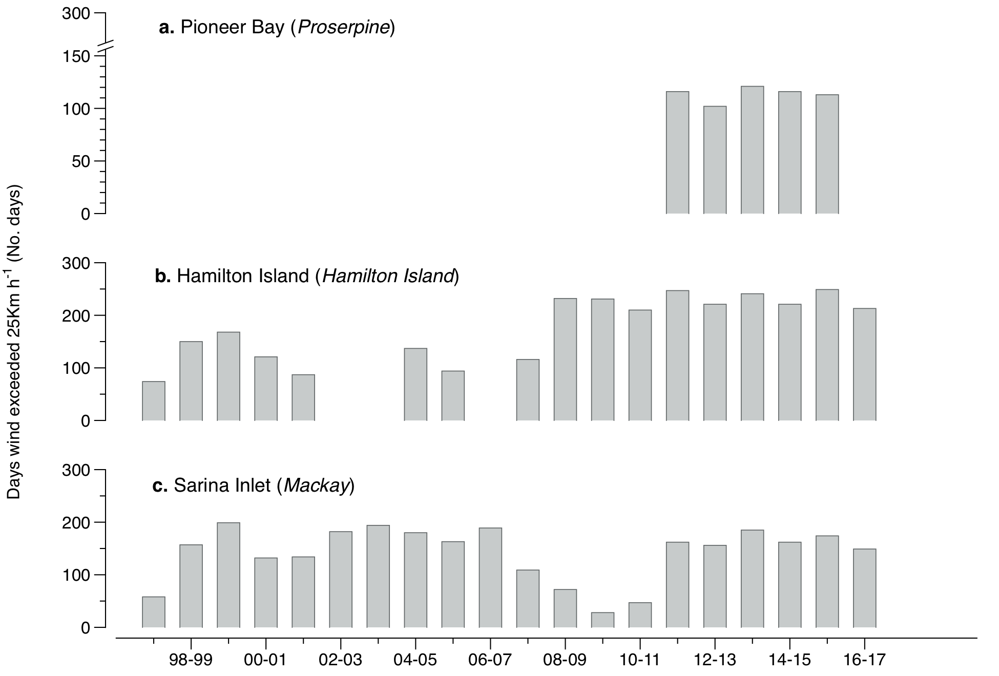 Days wind exceeded 25Km h-1 (No. days)
a. Pioneer Bay (Proserpine)
300
150
100
50
0
b. Hamilton Island (Hamilton Island)
300
200
100
0
c. Sarina Inlet (Mackay)
300
200
100
0
98-99 00-01 02-03 04-05 06-07 08-09 10-11 12-13 14-15 16-17